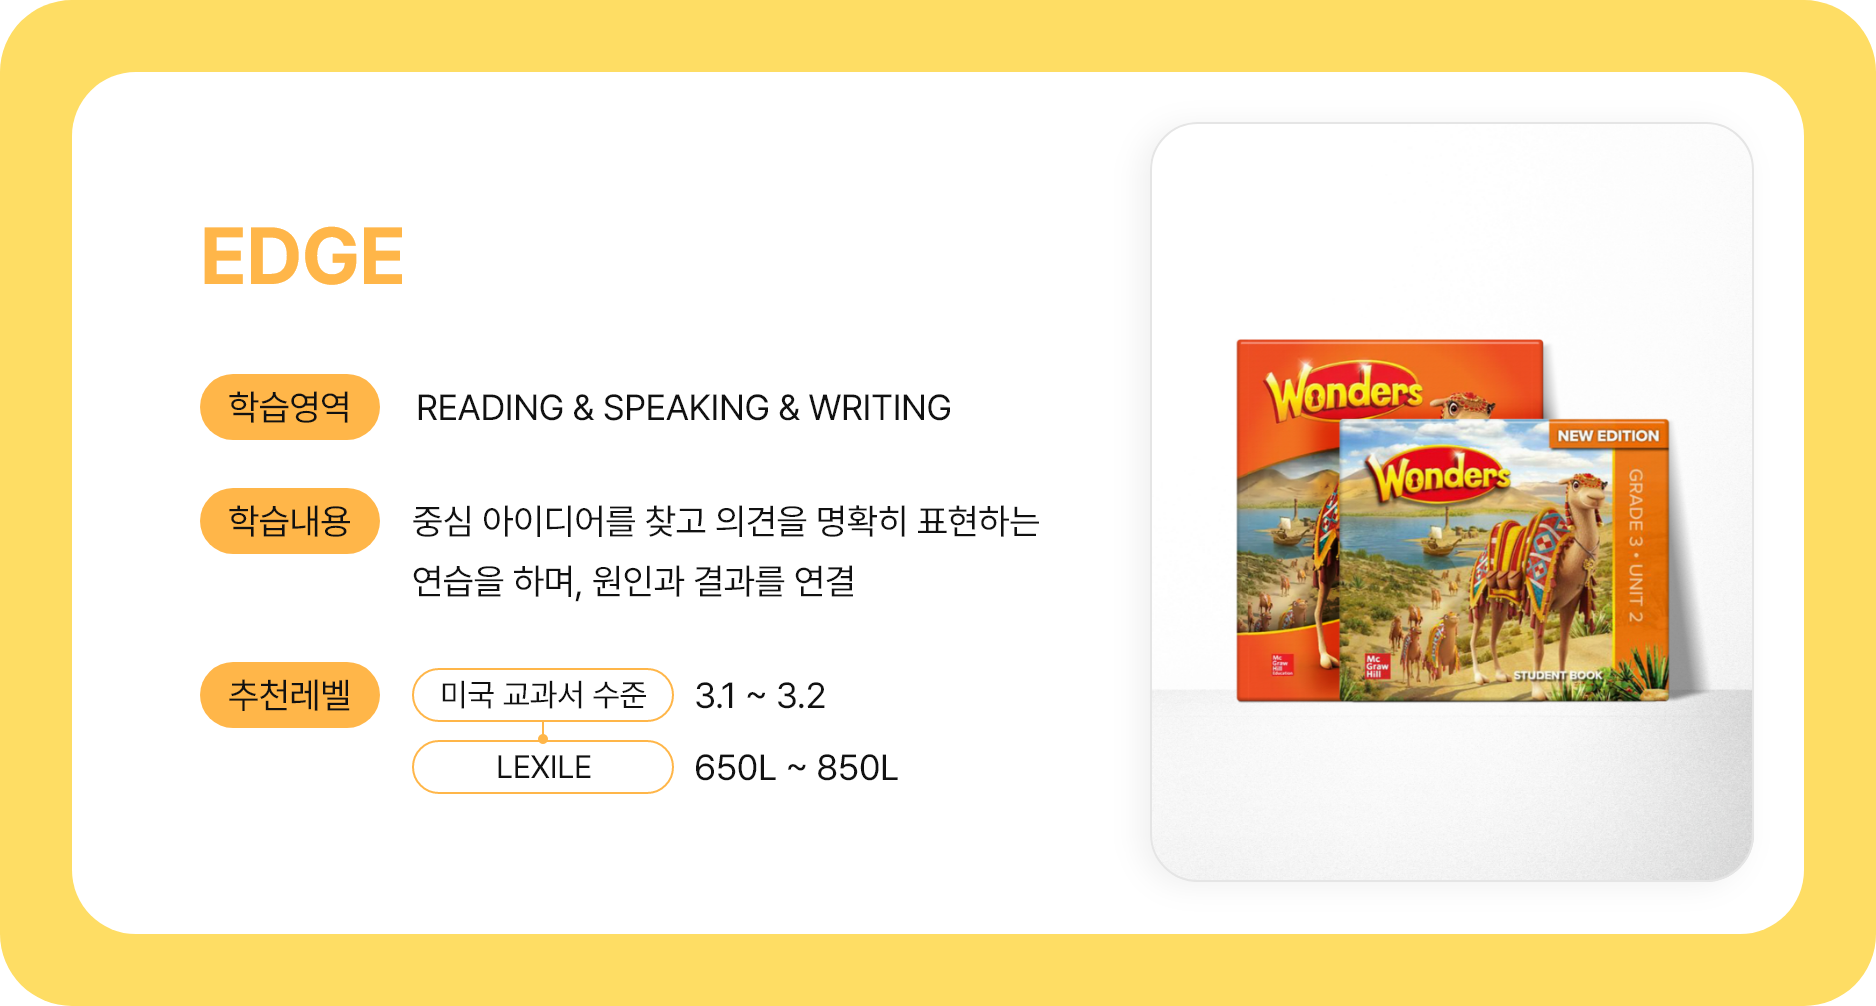 EDGE
학습영역
READING & SPEAKING & WRITING
학습내용
중심 아이디어를 찾고 의견을 명확히 표현하는
연습을 하며, 원인과 결과를 연결
추천레벨
미국 교과서 수준
3.1 ~ 3.2
LEXILE
650L ~ 850L
Wonders
Mc
Graw
Hill
Education
NEW EDITION
Wonders
GRADE 3 • UNIT 2
Mc
Graw
Hill
STUDENT BOOK